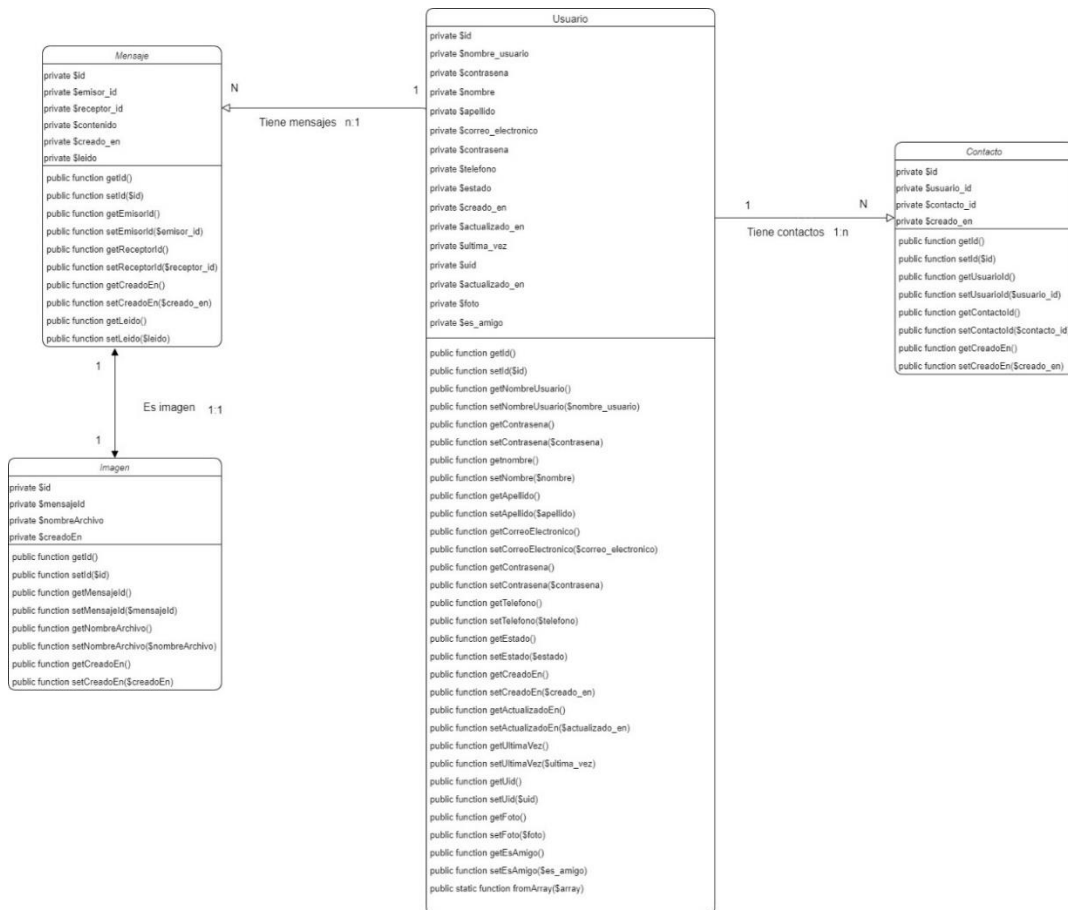 Mensaje
private $id
private $emisor_id
private $receptor_id
private $contenido
private $creado_en
private $leido
public function getId()
public function setId($id)
public function getEmisorId()
public function setEmisorId($emisor_id)
public function getReceptorId()
public function setReceptorId($receptor_id)
public function getCreadoEn()
public function setCreadoEn($creado_en)
public function getLeido()
public function setLeido($leido)
N
1
Tiene mensajes n:1
1
Es imagen 1:1
1
Imagen
private $id
private $mensajeId
private $nombreArchivo
private $creadoEn
public function getId()
public function setId($id)
public function getMensajeId()
public function setMensajeId($mensajeId)
public function getNombreArchivo()
public function setNombreArchivo($nombreArchivo)
public function getCreadoEn()
public function setCreadoEn($creadoEn)
Usuario
private $id
private $nombre_usuario
private $contrasena
private $nombre
private $apellido
private $correo_electronico
private $contrasena
private $telefono
private $estado
private $creado_en
private $actualizado_en
private $ultima_vez
private $uid
private $actualizado_en
private $foto
private $es_amigo
public function getId()
public function setId($id)
public function getNombreUsuario()
public function setNombreUsuario($nombre_usuario)
public function getContrasena()
public function setContrasena($contrasena)
public function getnombre()
public function setNombre($nombre)
public function getApellido()
public function setApellido($apellido)
public function getCorreoElectronico()
public function setCorreoElectronico($correo_electronico)
public function getContrasena()
public function setContrasena($contrasena)
public function getTelefono()
public function setTelefono($telefono)
public function getEstado()
public function setEstado($estado)
public function getCreadoEn()
public function setCreadoEn($creado_en)
public function getActualizadoEn()
public function setActualizadoEn($actualizado_en)
public function getUltimaVez()
public function setUltimaVez($ultima_vez)
public function getUid()
public function setUid($uid)
public function getFoto()
public function setFoto($foto)
public function getEsAmigo()
public function setEsAmigo($es_amigo)
public static function fromArray($array)
1
N
Tiene contactos 1:n
Contacto
private $id
private $usuario_id
private $contacto_id
private $creado_en
public function getId()
public function setId($id)
public function getUsuarioId()
public function setUsuarioId($usuario_id)
public function getContactoId()
public function setContactoId($contacto_id
public function getCreadoEn()
public function setCreadoEn($creado_en)